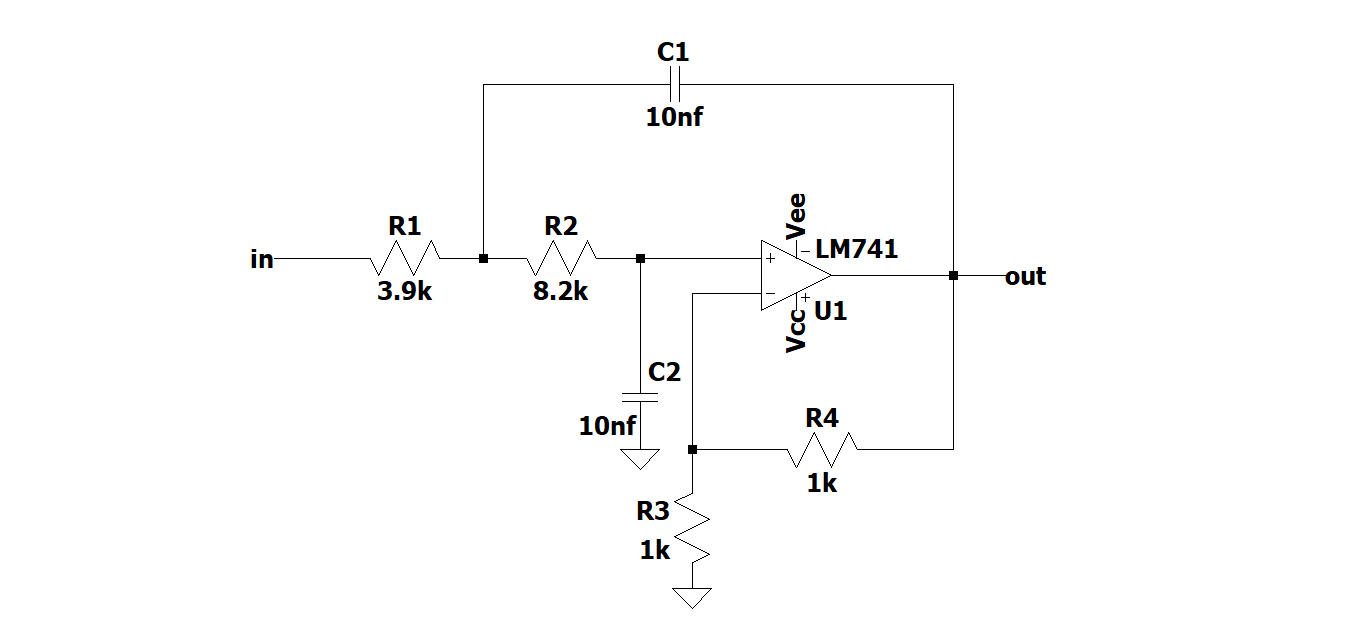 C1
10nf
Vee
R1
R2
LM741
in
+
−
−
out
3.9k
8.2k
+
U1
Vcc
C2
10nf
R4
1k
R3
1k